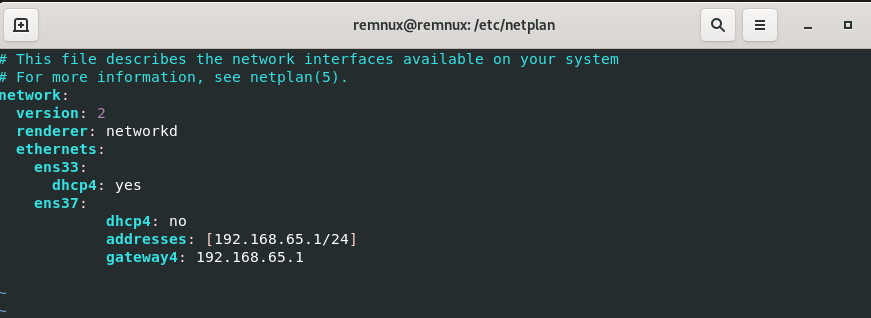 remnux@remnux: /etc/netplan
# This file describes the network interfaces available on your system
# For more information, see netplan(5).
network:
  version: 2
  renderer: networkd
  ethernets:
    ens33:
      dhcp4: yes
    ens37:
            dhcp4: no
            addresses: [192.168.65.1/24]
            gateway4: 192.168.65.1
~
~